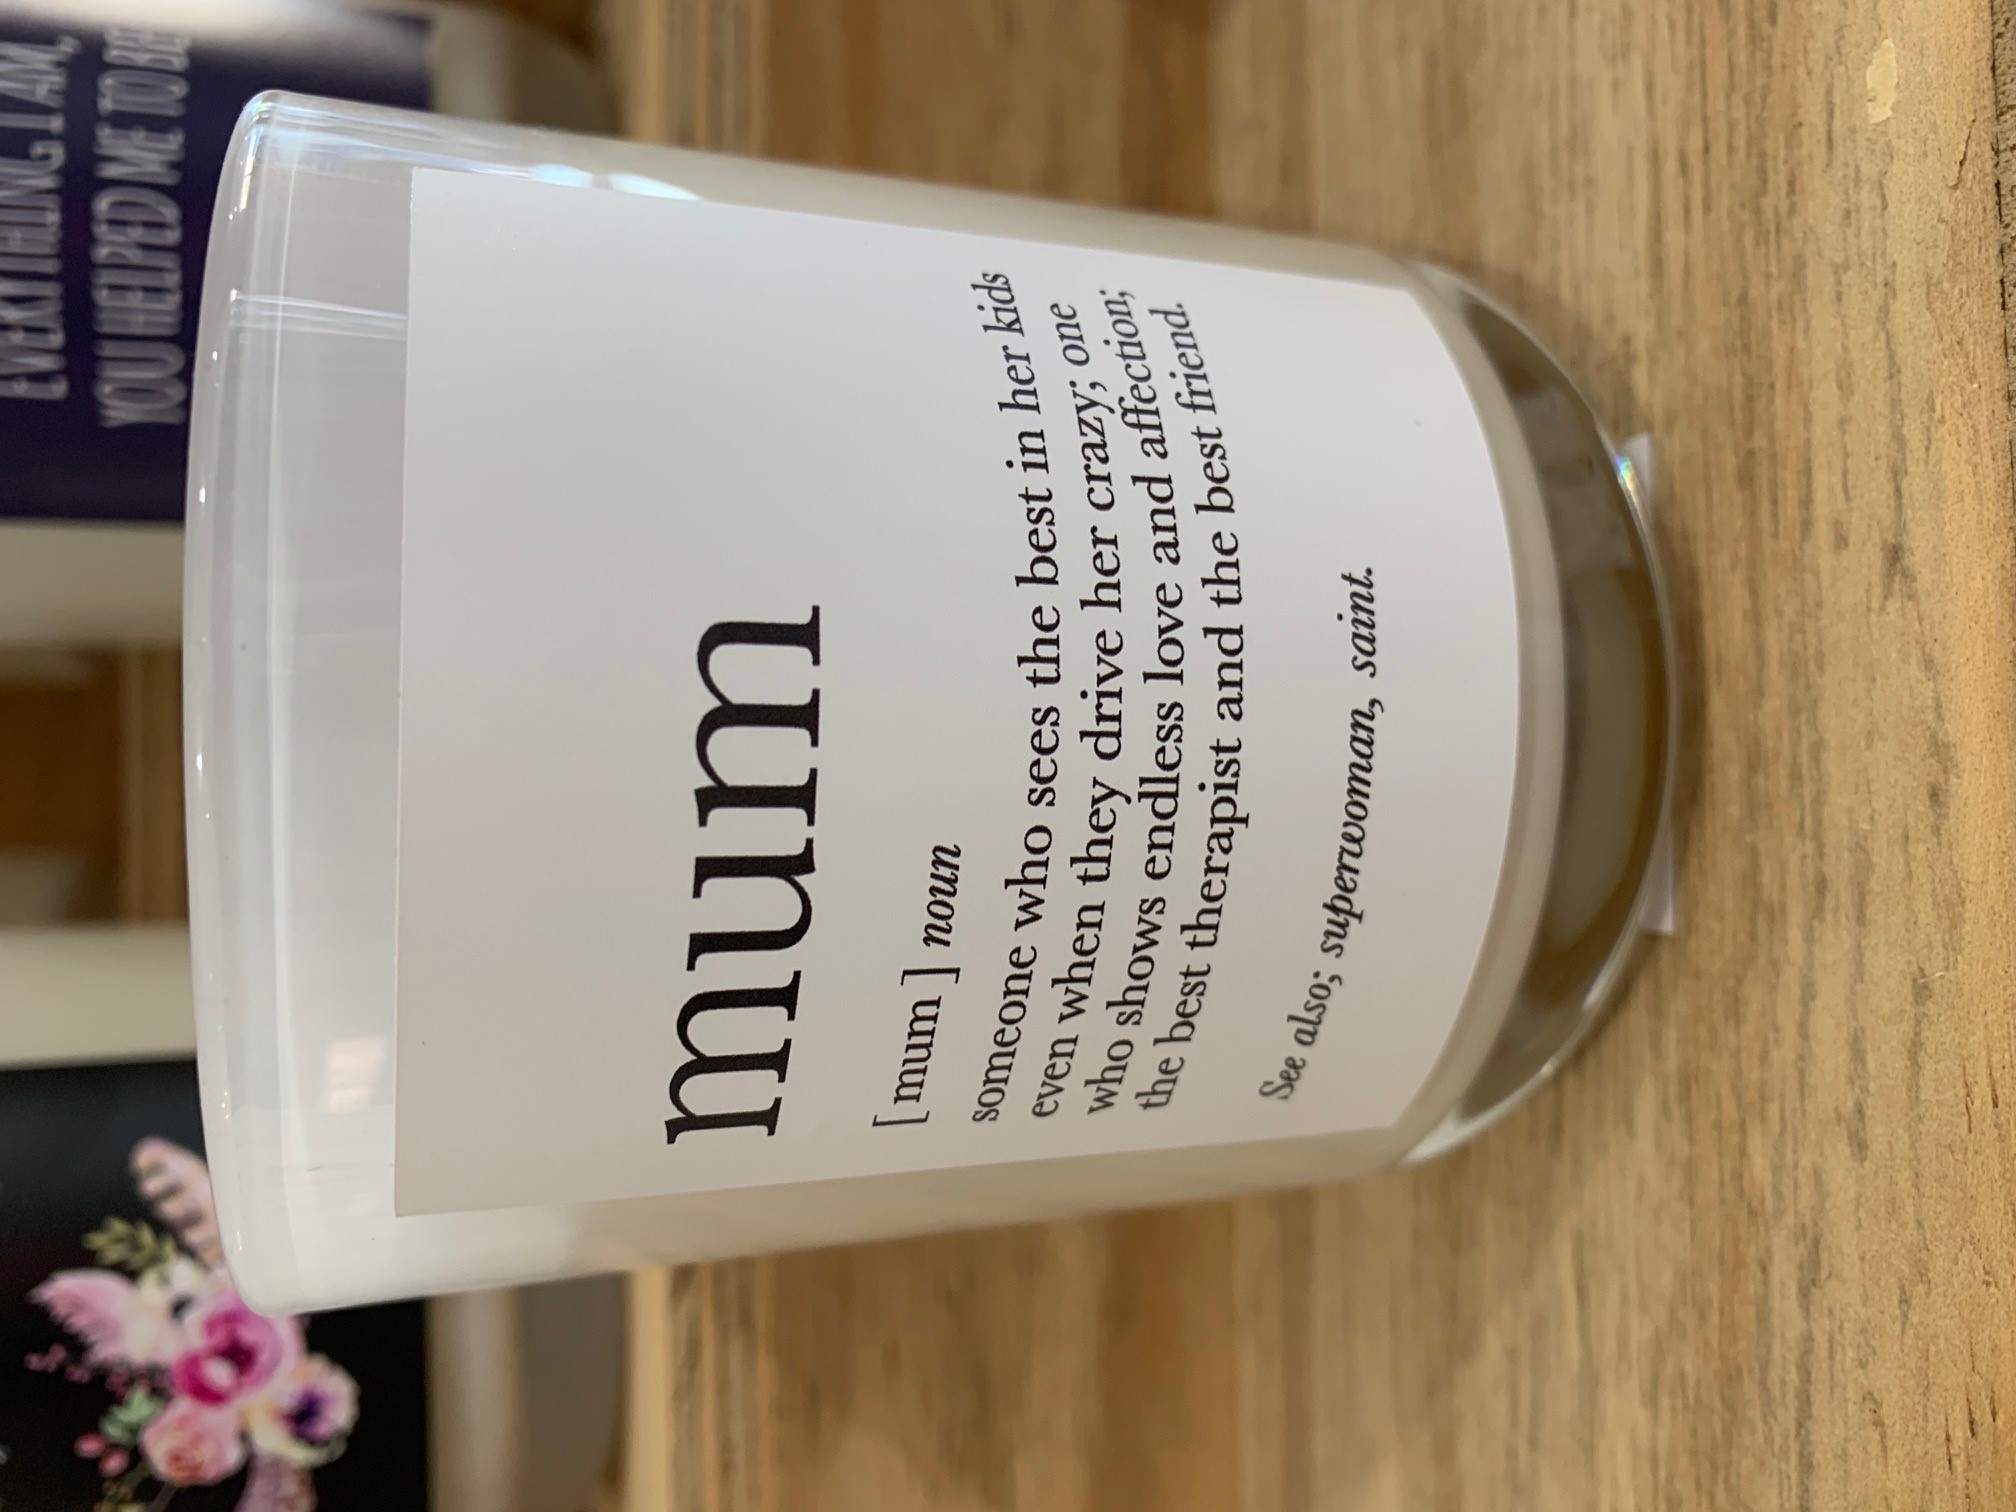 mum
[ mum ] noun
someone who sees the best in her kids
even when they drive her crazy; one
who shows endless love and affection;
the best therapist and the best friend.
See also; superwoman, saint.
EVERYTHING I AM,
YOU HELPED ME TO BE